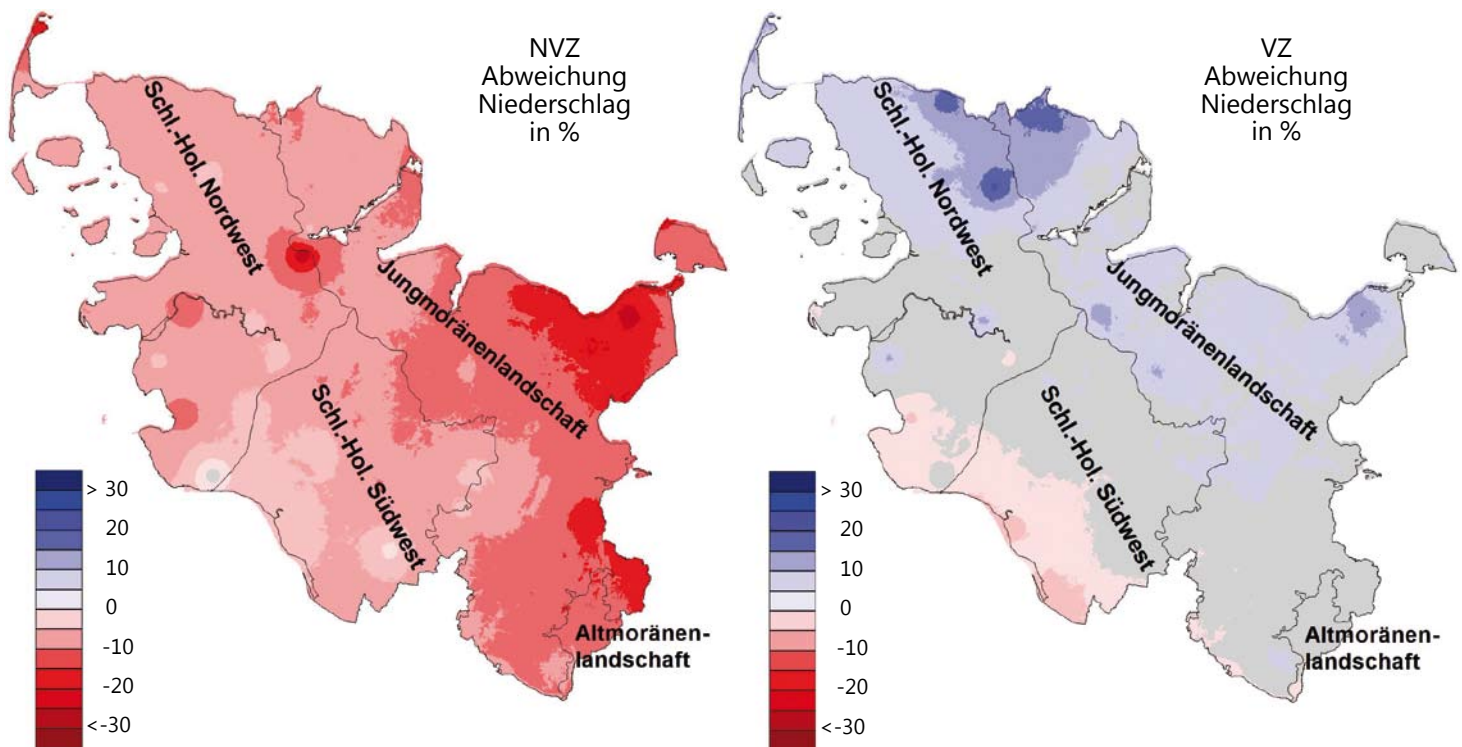 NVZ
Abweichung
Niederschlag
in %
Schl.-Hol. Nordwest
Jungmoränenlandschaft
Schl.-Hol. Südwest
Altmoränen-
landschaft
> 30
20
10
0
-10
-20
<-30
VZ
Abweichung
Niederschlag
in %
Schl.-Hol. Nordwest
Jungmoränenlandschaft
Schl.-Hol. Südwest
Altmoränen-
landschaft
> 30
20
10
0
-10
-20
<-30